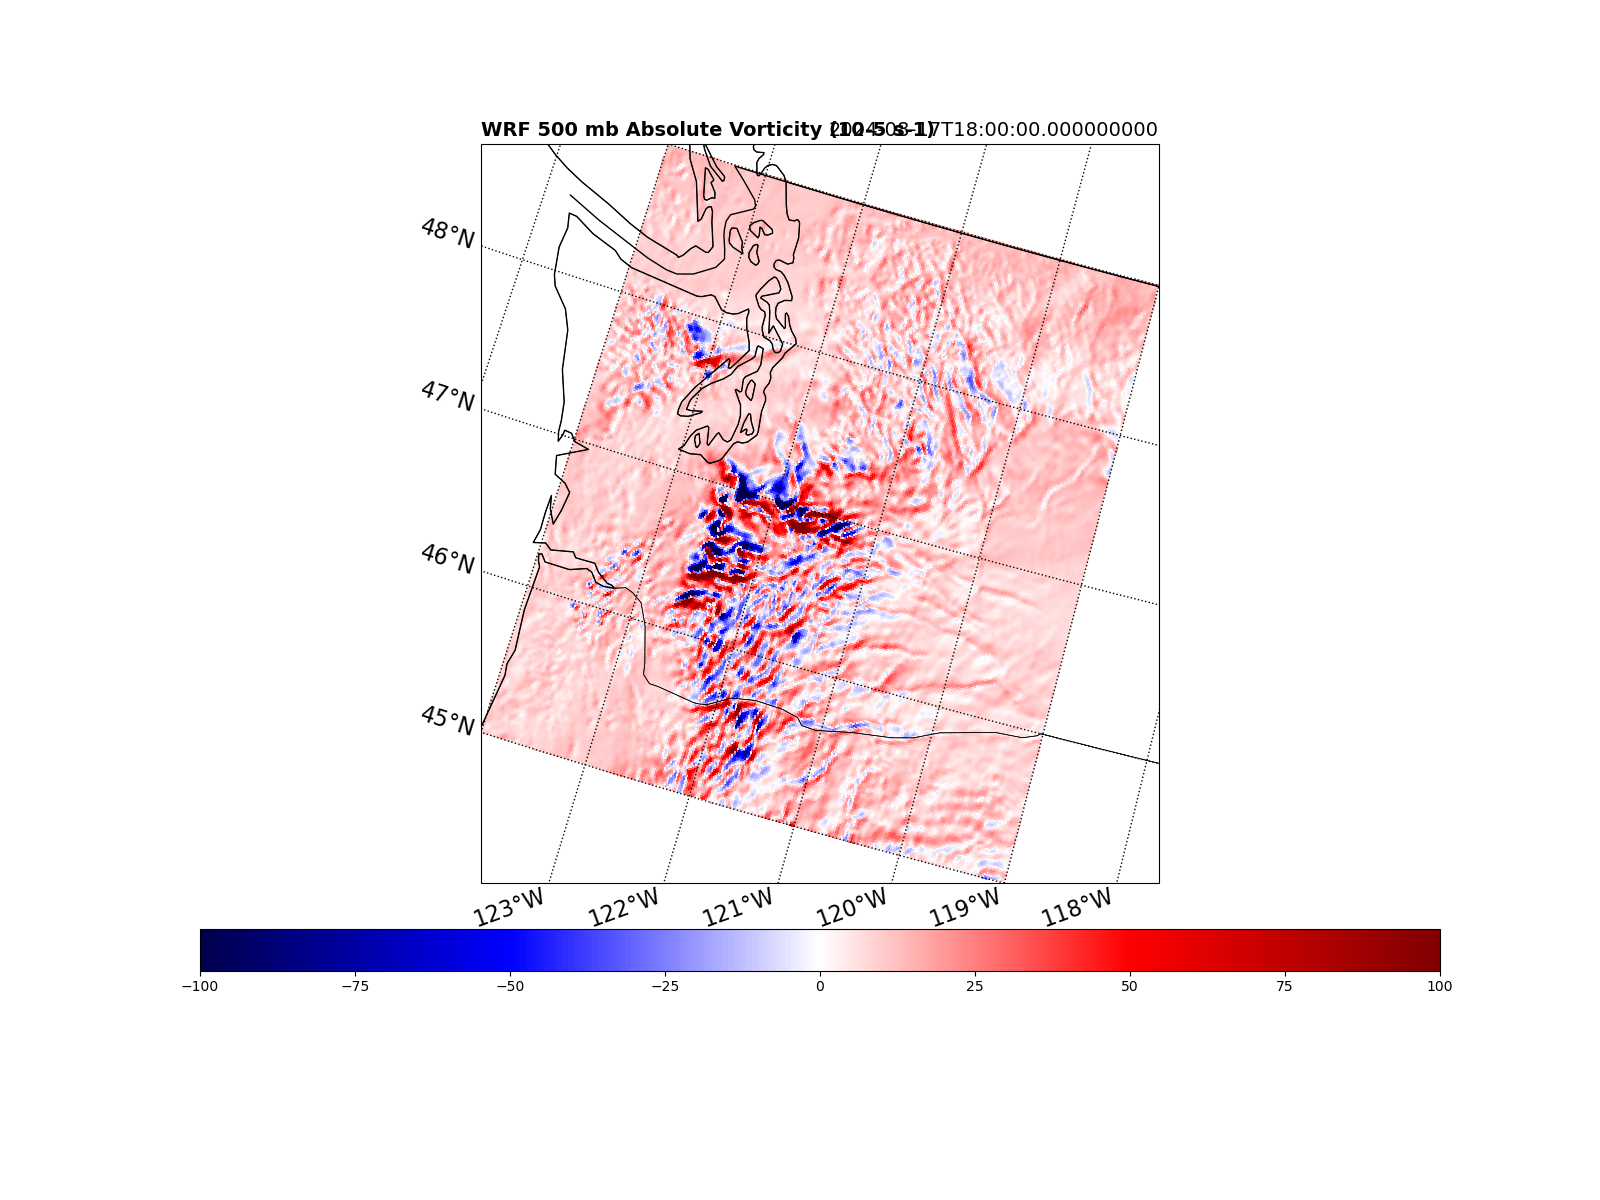 WRF 500 mb Absolute Vorticity (10-5 s-1) T18:00:00.000000000
48°N
47°N
46°N
45°N
123°W 122°W 121°W 120°W 119°W 118°W
−100 −75 −50 −25 0 25 50 75 100